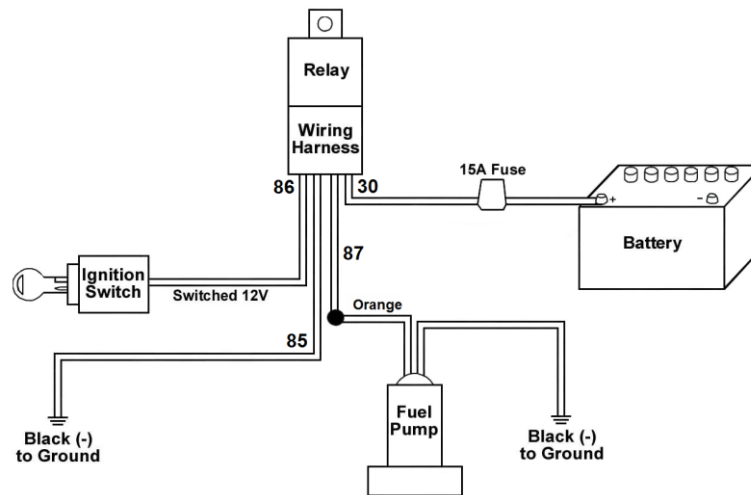 Relay
Wiring
Harness
86
30
15A Fuse
+
-
Battery
87
Ignition
Switch
Switched 12V
Orange
85
Fuel
Pump
Black (-)
to Ground
Black (-)
to Ground